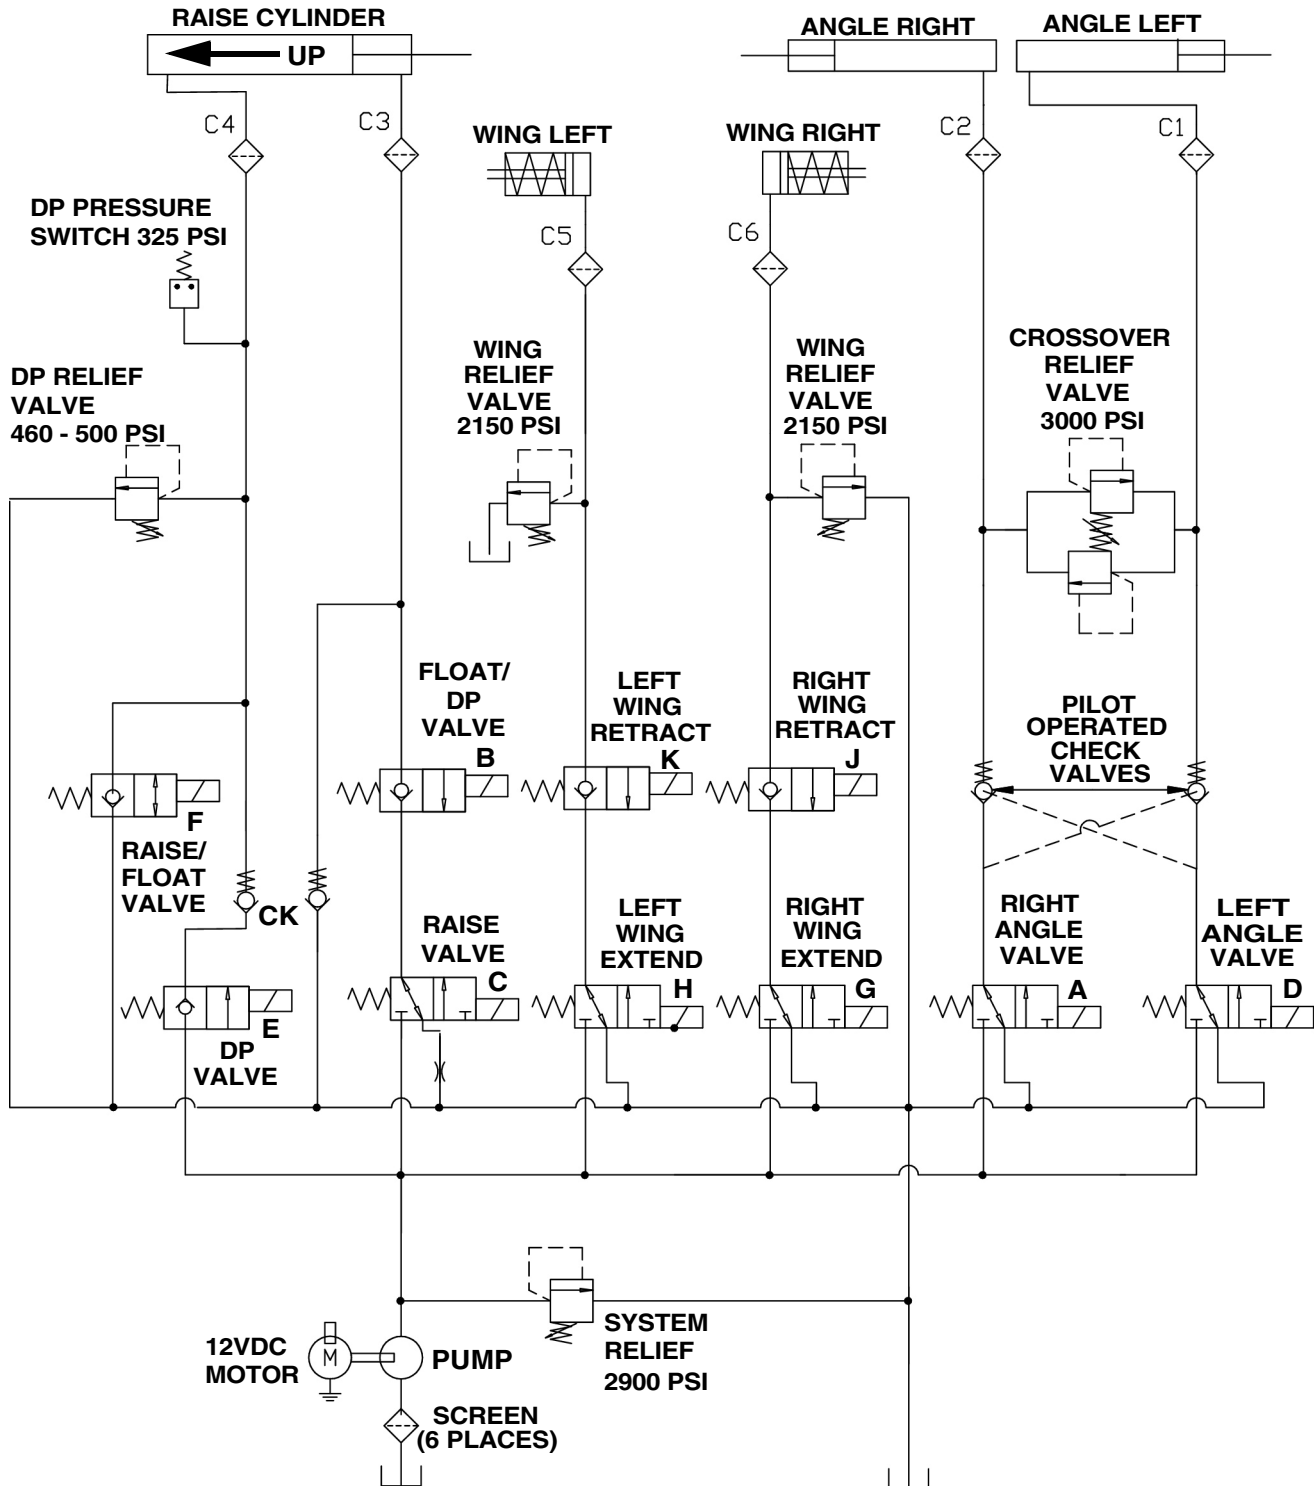 RAISE CYLINDER
UP
ANGLE RIGHT
ANGLE LEFT
C4
C3
WING LEFT
WING RIGHT
C2
C1
DP PRESSURE
SWITCH 325 PSI
C5
C6
DP RELIEF
VALVE
460 - 500 PSI
WING
RELIEF
VALVE
2150 PSI
WING
RELIEF
VALVE
2150 PSI
CROSSOVER
RELIEF
VALVE
3000 PSI
FLOAT/
DP
VALVE
B
LEFT
WING
RETRACT
K
RIGHT
WING
RETRACT
J
PILOT
OPERATED
CHECK
VALVES
F
RAISE/
FLOAT
VALVE
CK
RAISE
VALVE
C
LEFT
WING
EXTEND
H
RIGHT
WING
EXTEND
G
RIGHT
ANGLE
VALVE
A
LEFT
ANGLE
VALVE
D
E
DP
VALVE
12VDC
MOTOR
M
PUMP
SYSTEM
RELIEF
2900 PSI
SCREEN
(6 PLACES)